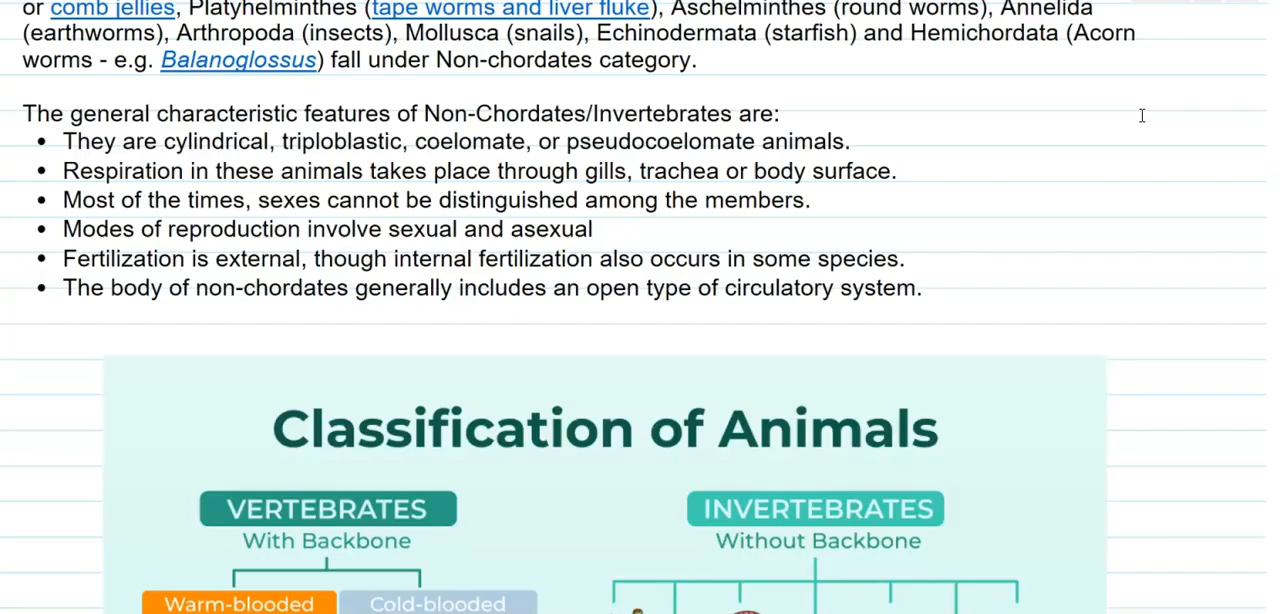 or comb jellies, Platyhelminthes (tape worms and liver fluke), Aschelminthes (round worms), Annelida
(earthworms), Arthropoda (insects), Mollusca (snails), Echinodermata (starfish) and Hemichordata (Acorn
worms - e.g. Balanoglossus) fall under Non-chordates category.
The general characteristic features of Non-Chordates/Invertebrates are:
• They are cylindrical, triploblastic, coelomate, or pseudocoelomate animals.
• Respiration in these animals takes place through gills, trachea or body surface.
• Most of the times, sexes cannot be distinguished among the members.
• Modes of reproduction involve sexual and asexual
• Fertilization is external, though internal fertilization also occurs in some species.
• The body of non-chordates generally includes an open type of circulatory system.
Classification of Animals
VERTEBRATES
With Backbone
Warm-blooded
Cold-blooded
INVERTEBRATES
Without Backbone